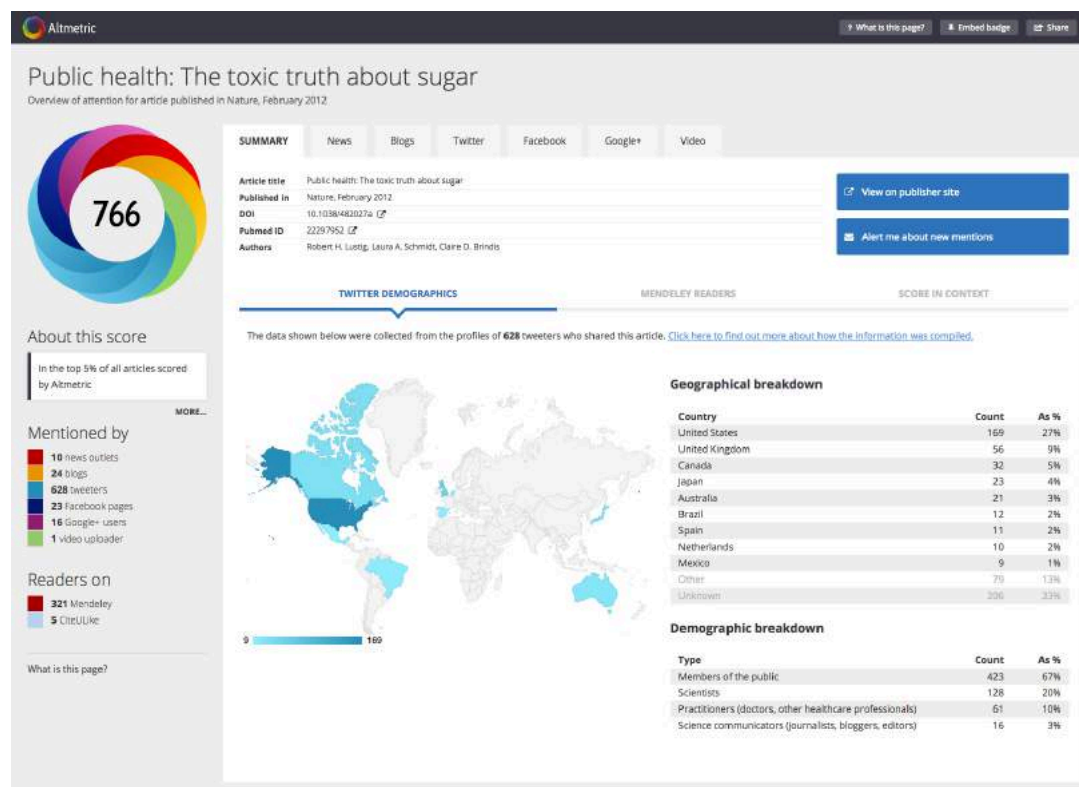 Altmetric
? What is this page?
Embed badge
Share
Public health: The toxic truth about sugar
Overview of attention for article published in Nature, February 2012
766
SUMMARY News Blogs Twitter Facebook Google+ Video
Article title Public health: The toxic truth about sugar
Published in Nature, February 2012
DOI 10.1038/482027a
Pubmed ID 22297952
Authors Robert H. Lustig, Laura A. Schmidt, Claire D. Brindis
View on publisher site
Alert me about new mentions
TWITTER DEMOGRAPHICS MENDELEY READERS SCORE IN CONTEXT
The data shown below were collected from the profiles of 628 tweeters who shared this article. Click here to find out more about how the information was compiled.
About this score
In the top 5% of all articles scored
by Altmetric
MORE...
Mentioned by
10 news outlets
24 blogs
628 tweeters
23 Facebook pages
16 Google+ users
1 video uploader
Readers on
321 Mendeley
5 CiteULike
What is this page?
9 169
Geographical breakdown
Country Count As %
United States 169 27%
United Kingdom 56 9%
Canada 32 5%
Japan 23 4%
Australia 21 3%
Brazil 12 2%
Spain 11 2%
Netherlands 10 2%
Mexico 9 1%
Other 79 13%
Unknown 206 33%
Demographic breakdown
Type Count As %
Members of the public 423 67%
Scientists 128 20%
Practitioners (doctors, other healthcare professionals) 61 10%
Science communicators (journalists, bloggers, editors) 16 3%